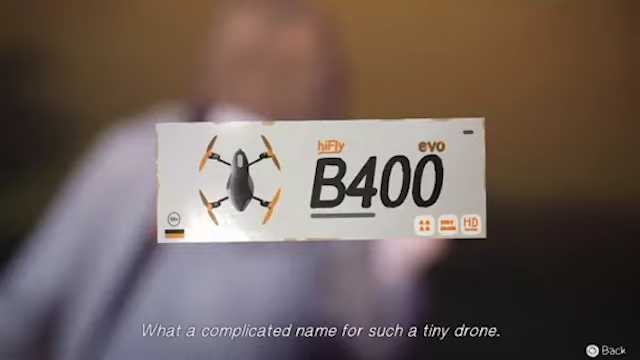 hiFly
evo
B400
HD
What a complicated name for such a tiny drone.
Back